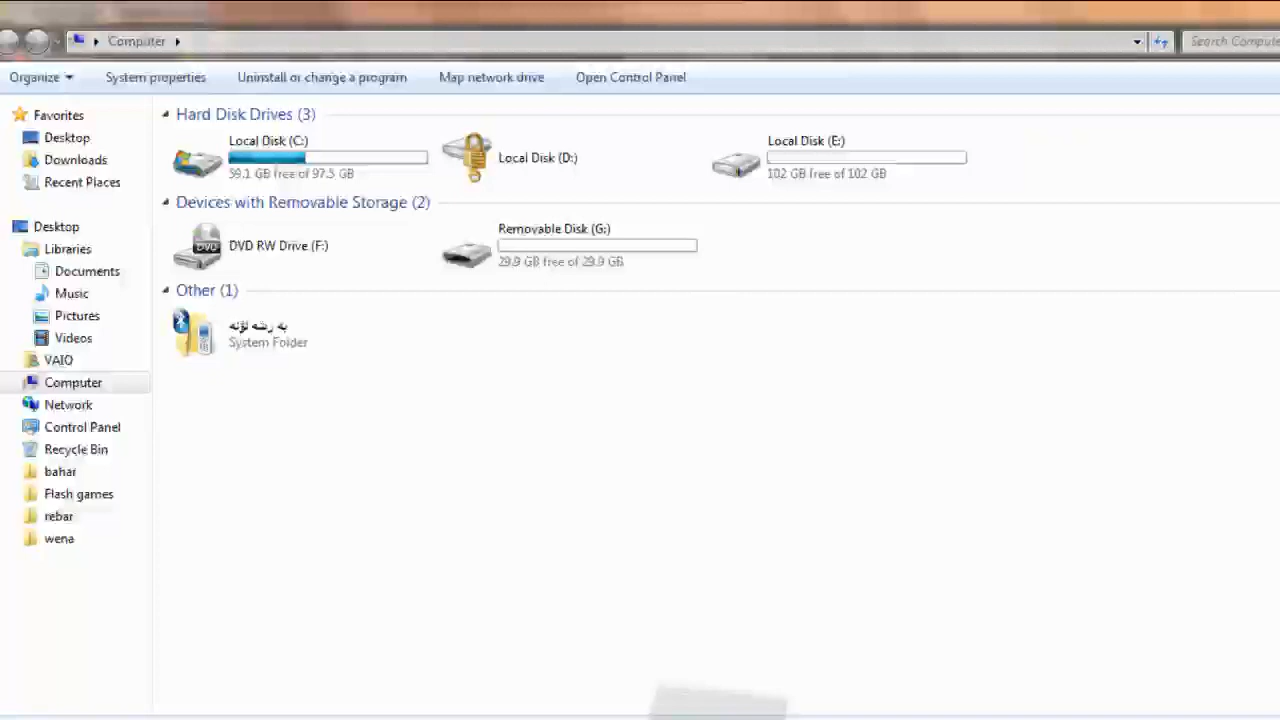 Computer
Search Compute
Organize
System properties
Uninstall or change a program
Map network drive
Open Control Panel
Favorites
Desktop
Downloads
Recent Places
Desktop
Libraries
Documents
Music
Pictures
Videos
VAIO
Computer
Network
Control Panel
Recycle Bin
bahar
Flash games
rebar
wena
Hard Disk Drives (3)
Local Disk (C:)
59.1 GB free of 97.5 GB
Local Disk (D:)
Local Disk (E:)
102 GB free of 102 GB
Devices with Removable Storage (2)
DVD
DVD RW Drive (F:)
Removable Disk (G:)
29.9 GB free of 29.9 GB
Other (1)
System Folder